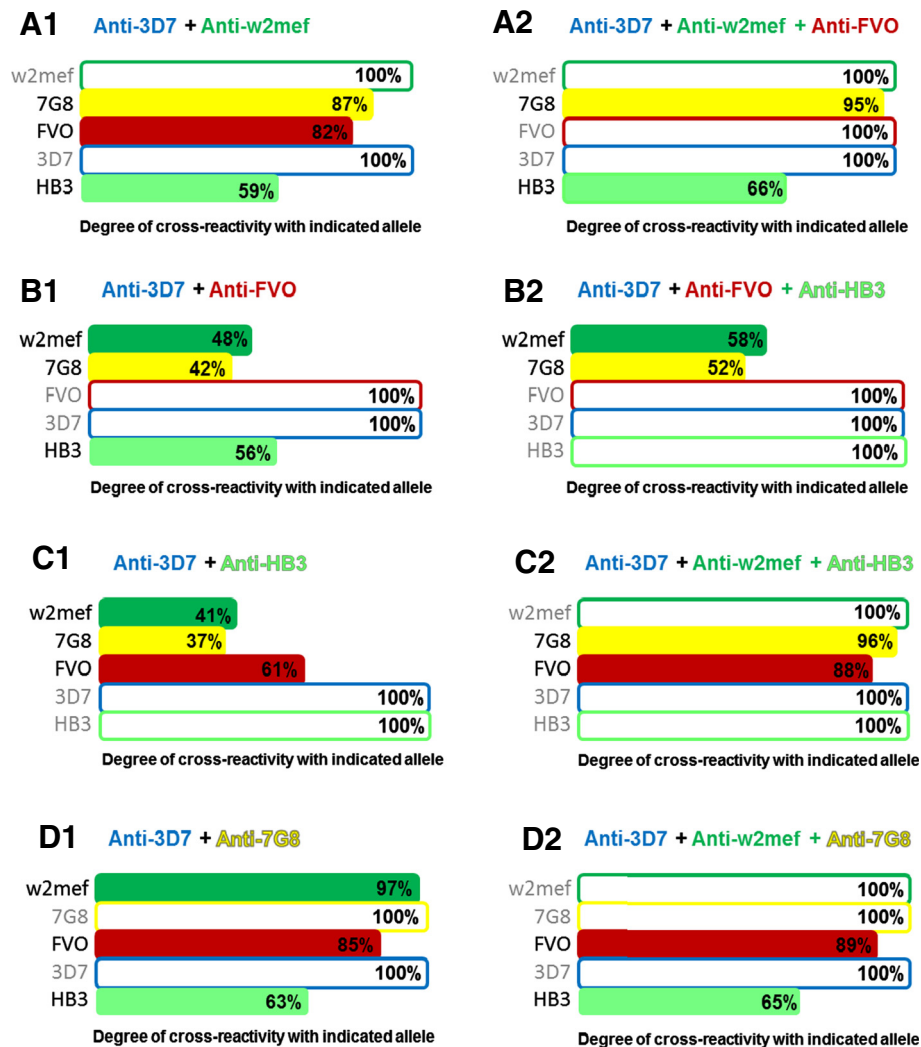 A1 Anti-3D7 + Anti-w2mef
w2mef 100%
7G8 87%
FVO 82%
3D7 100%
HB3 59%
Degree of cross-reactivity with indicated allele
A2 Anti-3D7 + Anti-w2mef + Anti-FVO
w2mef 100%
7G8 95%
FVO 100%
3D7 100%
HB3 66%
Degree of cross-reactivity with indicated allele
B1 Anti-3D7 + Anti-FVO
w2mef 48%
7G8 42%
FVO 100%
3D7 100%
HB3 56%
Degree of cross-reactivity with indicated allele
B2 Anti-3D7 + Anti-FVO + Anti-HB3
w2mef 58%
7G8 52%
FVO 100%
3D7 100%
HB3 100%
Degree of cross-reactivity with indicated allele
C1 Anti-3D7 + Anti-HB3
w2mef 41%
7G8 37%
FVO 61%
3D7 100%
HB3 100%
Degree of cross-reactivity with indicated allele
C2 Anti-3D7 + Anti-w2mef + Anti-HB3
w2mef 100%
7G8 96%
FVO 88%
3D7 100%
HB3 100%
Degree of cross-reactivity with indicated allele
D1 Anti-3D7 + Anti-7G8
w2mef 97%
7G8 100%
FVO 85%
3D7 100%
HB3 63%
Degree of cross-reactivity with indicated allele
D2 Anti-3D7 + Anti-w2mef + Anti-7G8
w2mef 100%
7G8 100%
FVO 89%
3D7 100%
HB3 65%
Degree of cross-reactivity with indicated allele